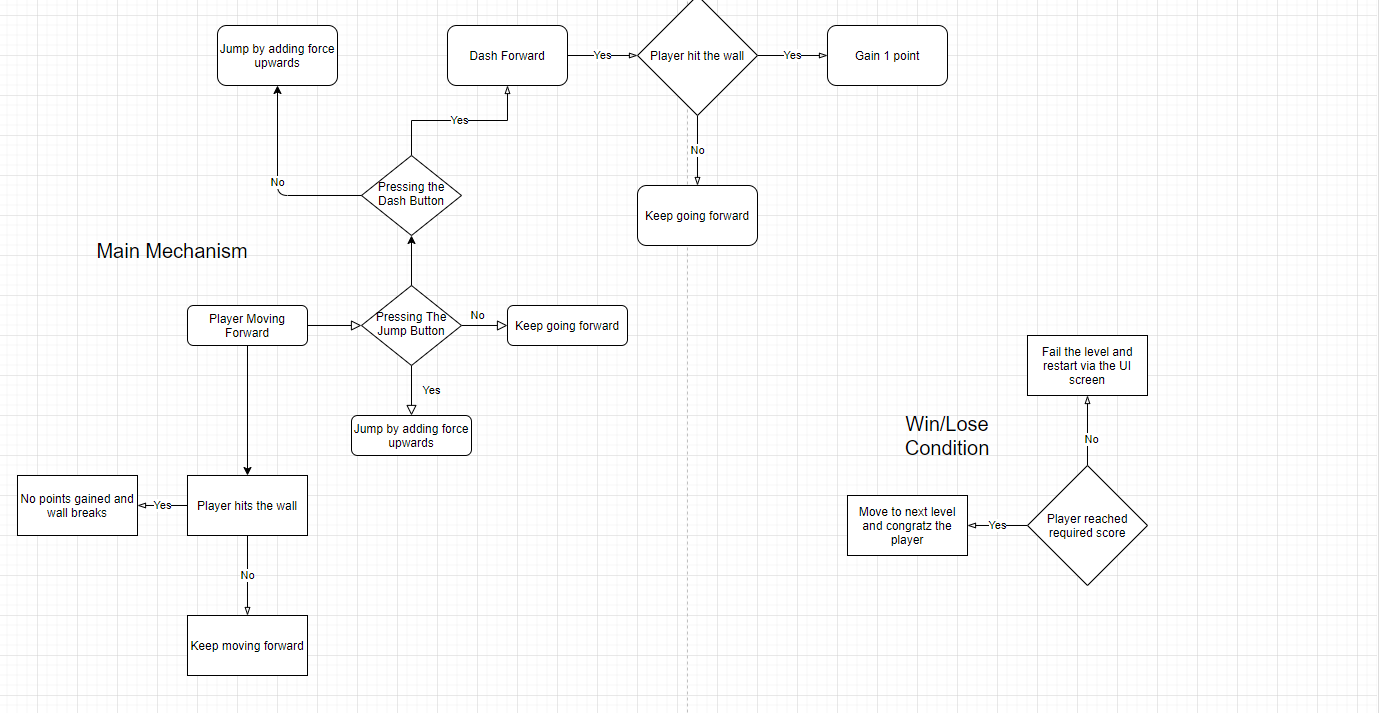 Jump by adding force
upwards
Dash Forward
Yes
Player hit the wall
Yes
Gain 1 point
Yes
No
No
Pressing the
Dash Button
Keep going forward
Main Mechanism
Player Moving
Forward
Pressing The
Jump Button
No
Keep going forward
Yes
Jump by adding force
upwards
Fail the level and
restart via the UI
screen
Win/Lose
Condition
No
No points gained and
wall breaks
Yes
Player hits the wall
Move to next level
and congratz the
player
Yes
Player reached
required score
No
Keep moving forward